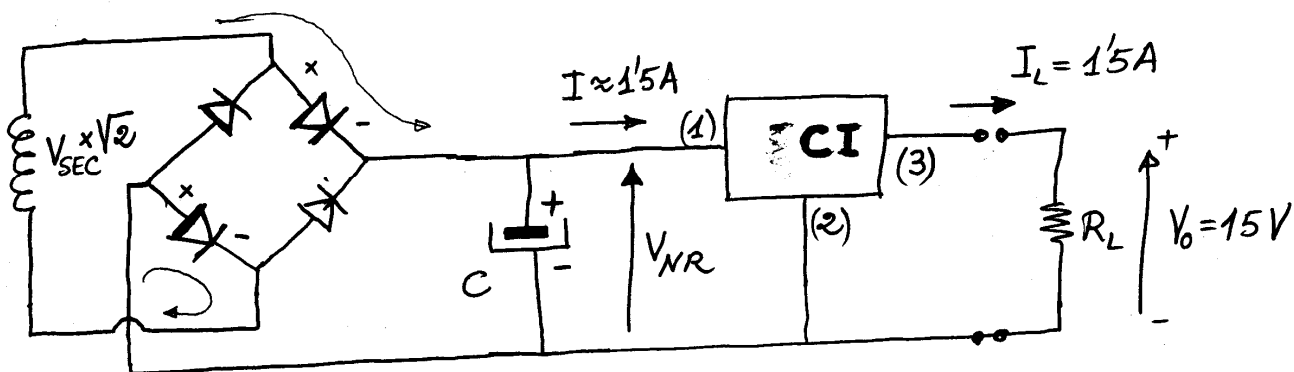 V_SEC x√2
x
-
x
-
I≈1'5A
(1)
CI
(3)
(2)
I_L = 1'5A
+
-
C
V_NR
R_L
+
V_0 = 15V
-